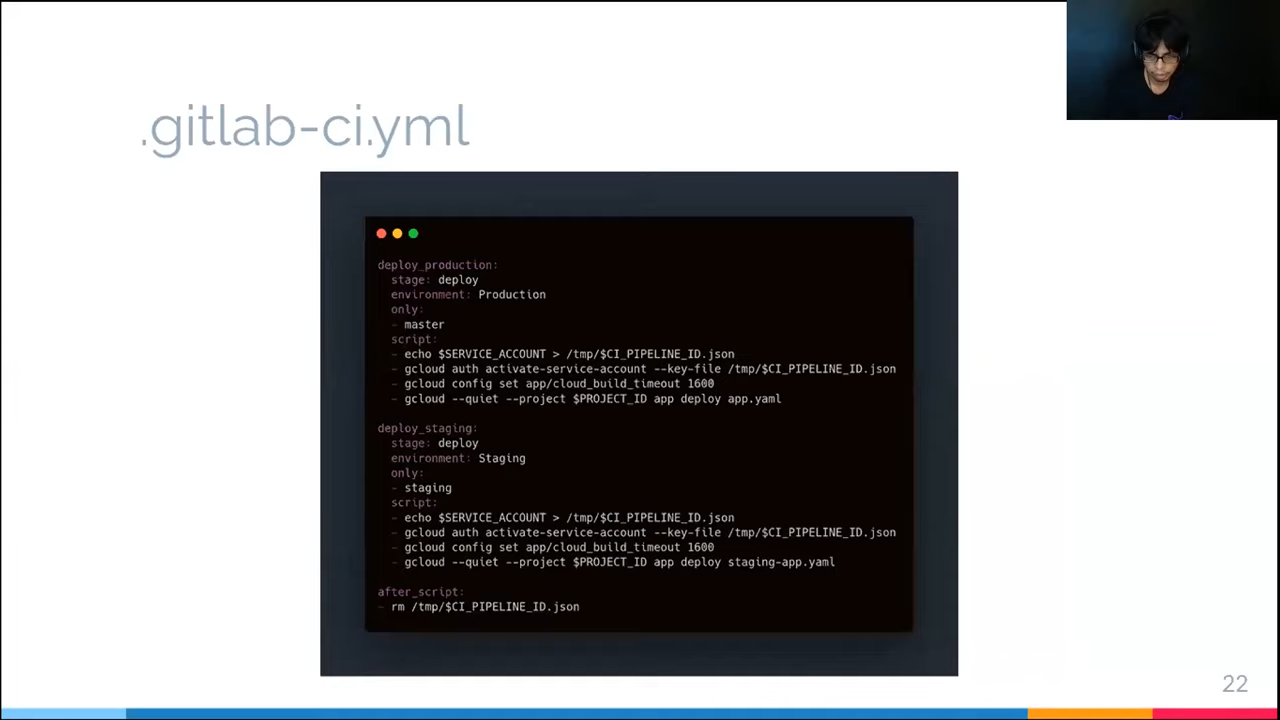 .gitlab-ci.yml
deploy_production:
stage: deploy
environment: Production
only:
- master
script:
- echo $SERVICE_ACCOUNT > /tmp/$CI_PIPELINE_ID.json
- gcloud auth activate-service-account --key-file /tmp/$CI_PIPELINE_ID.json
- gcloud config set app/cloud_build_timeout 1600
- gcloud --quiet --project $PROJECT_ID app deploy app.yaml
deploy_staging:
stage: deploy
environment: Staging
only:
- staging
script:
- echo $SERVICE_ACCOUNT > /tmp/$CI_PIPELINE_ID.json
- gcloud auth activate-service-account --key-file /tmp/$CI_PIPELINE_ID.json
- gcloud config set app/cloud_build_timeout 1600
- gcloud --quiet --project $PROJECT_ID app deploy staging-app.yaml
after_script:
- rm /tmp/$CI_PIPELINE_ID.json
22